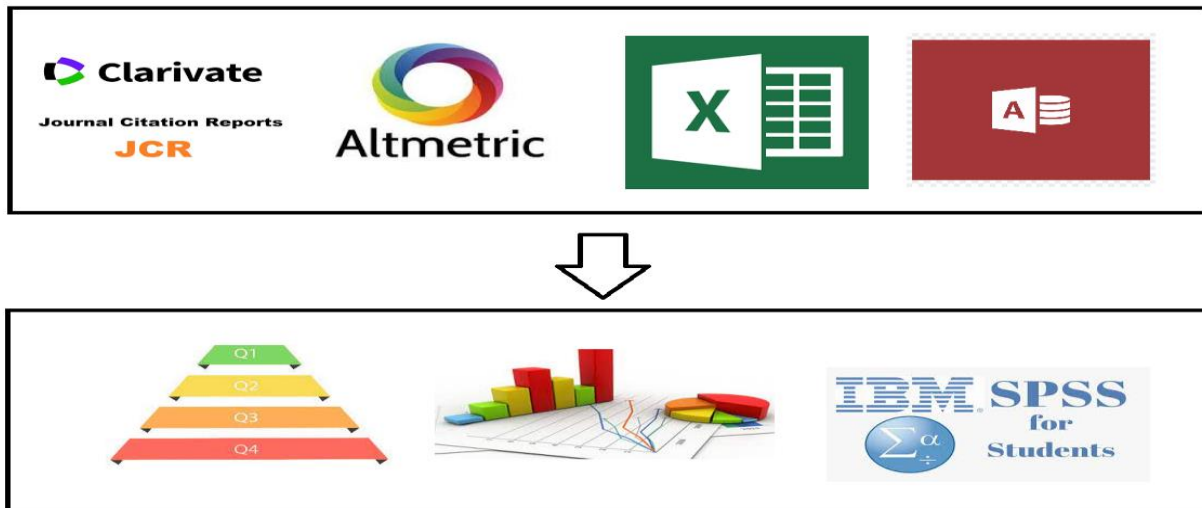 Clarivate
Journal Citation Reports
JCR
Altmetric
X
A
Q1
Q2
Q3
Q4
IBM® SPSS
for
Students
Σ α
÷